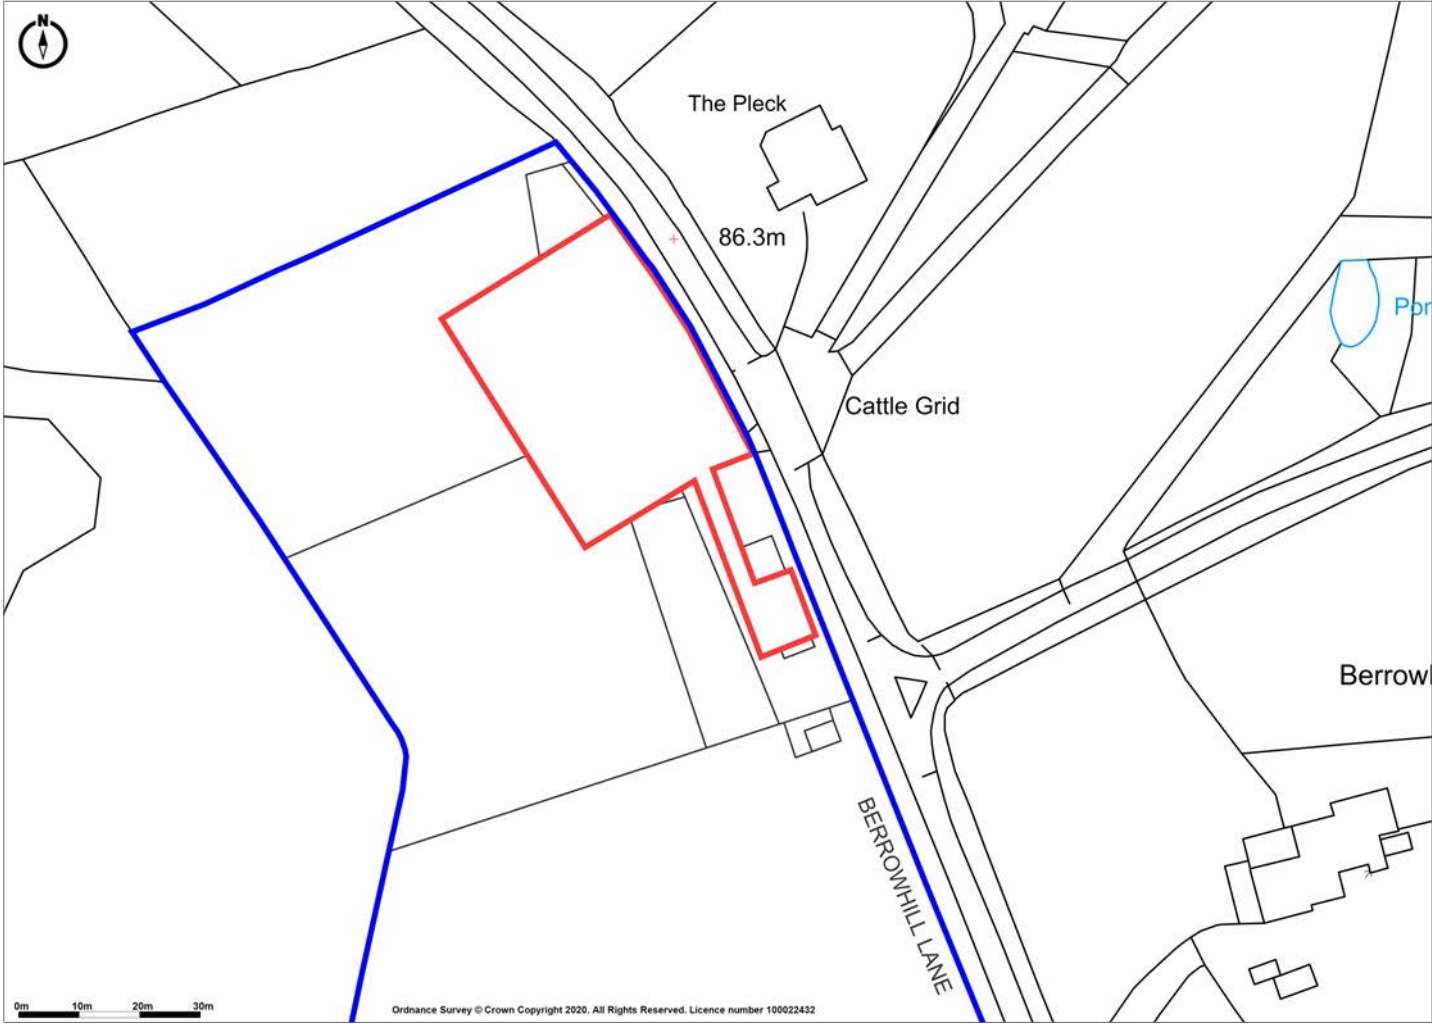 N
The Pleck
86.3m
Cattle Grid
BERROWHILL LANE
0m 10m 20m 30m
Ordnance Survey © Crown Copyright 2020. All Rights Reserved. Licence number 100022432